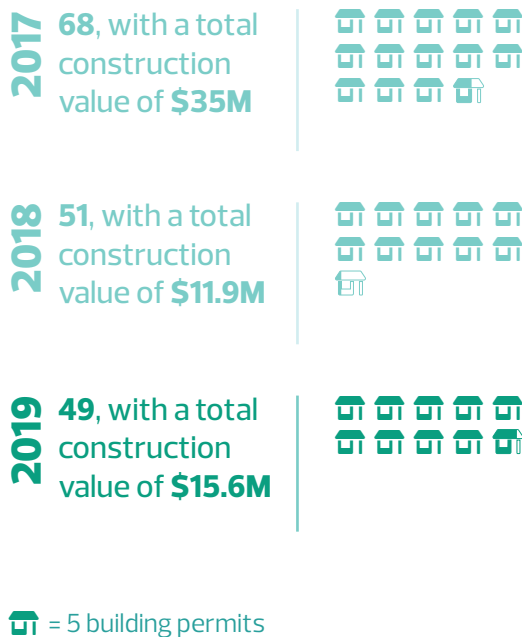 2017
68, with a total
construction
value of $35M
2018
51, with a total
construction
value of $11.9M
2019
49, with a total
construction
value of $15.6M
= 5 building permits